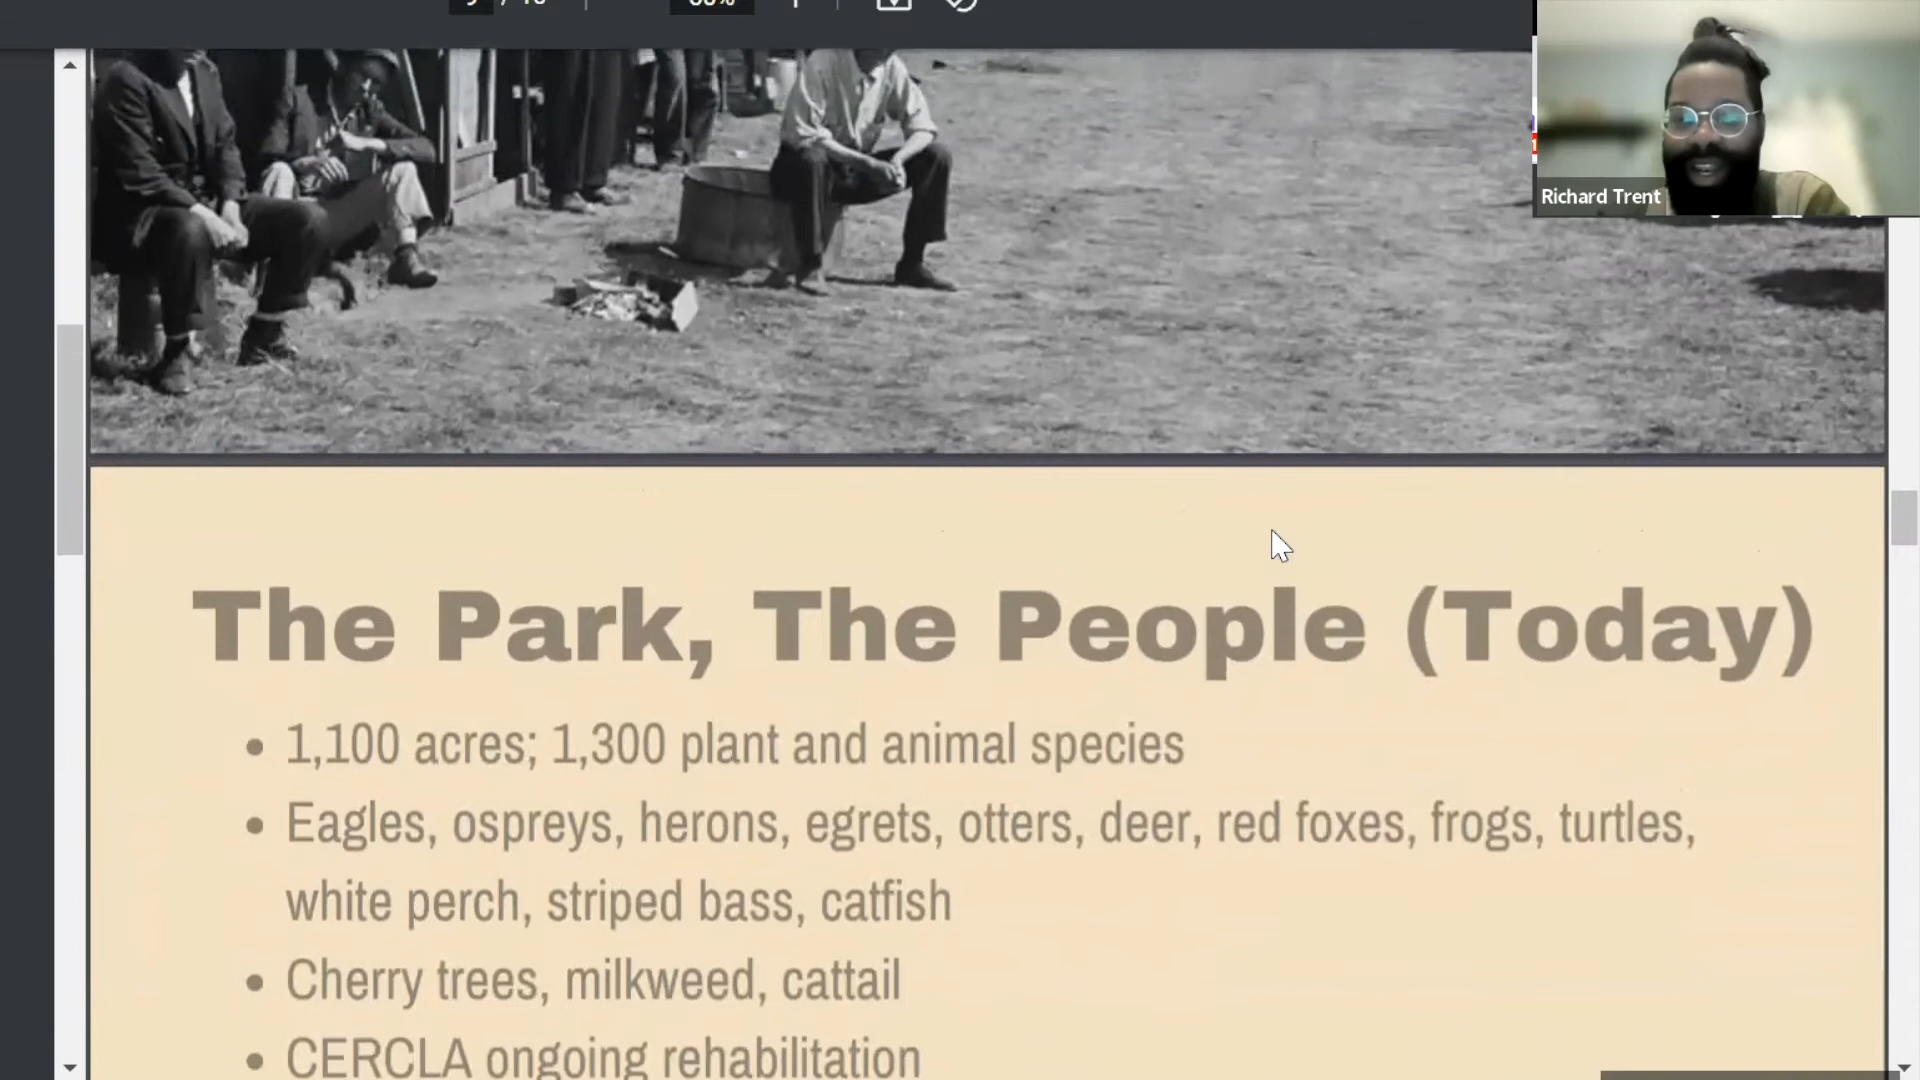 Richard Trent
The Park, The People (Today)
• 1,100 acres; 1,300 plant and animal species
• Eagles, ospreys, herons, egrets, otters, deer, red foxes, frogs, turtles,
white perch, striped bass, catfish
• Cherry trees, milkweed, cattail
• CERCLA ongoing rehabilitation